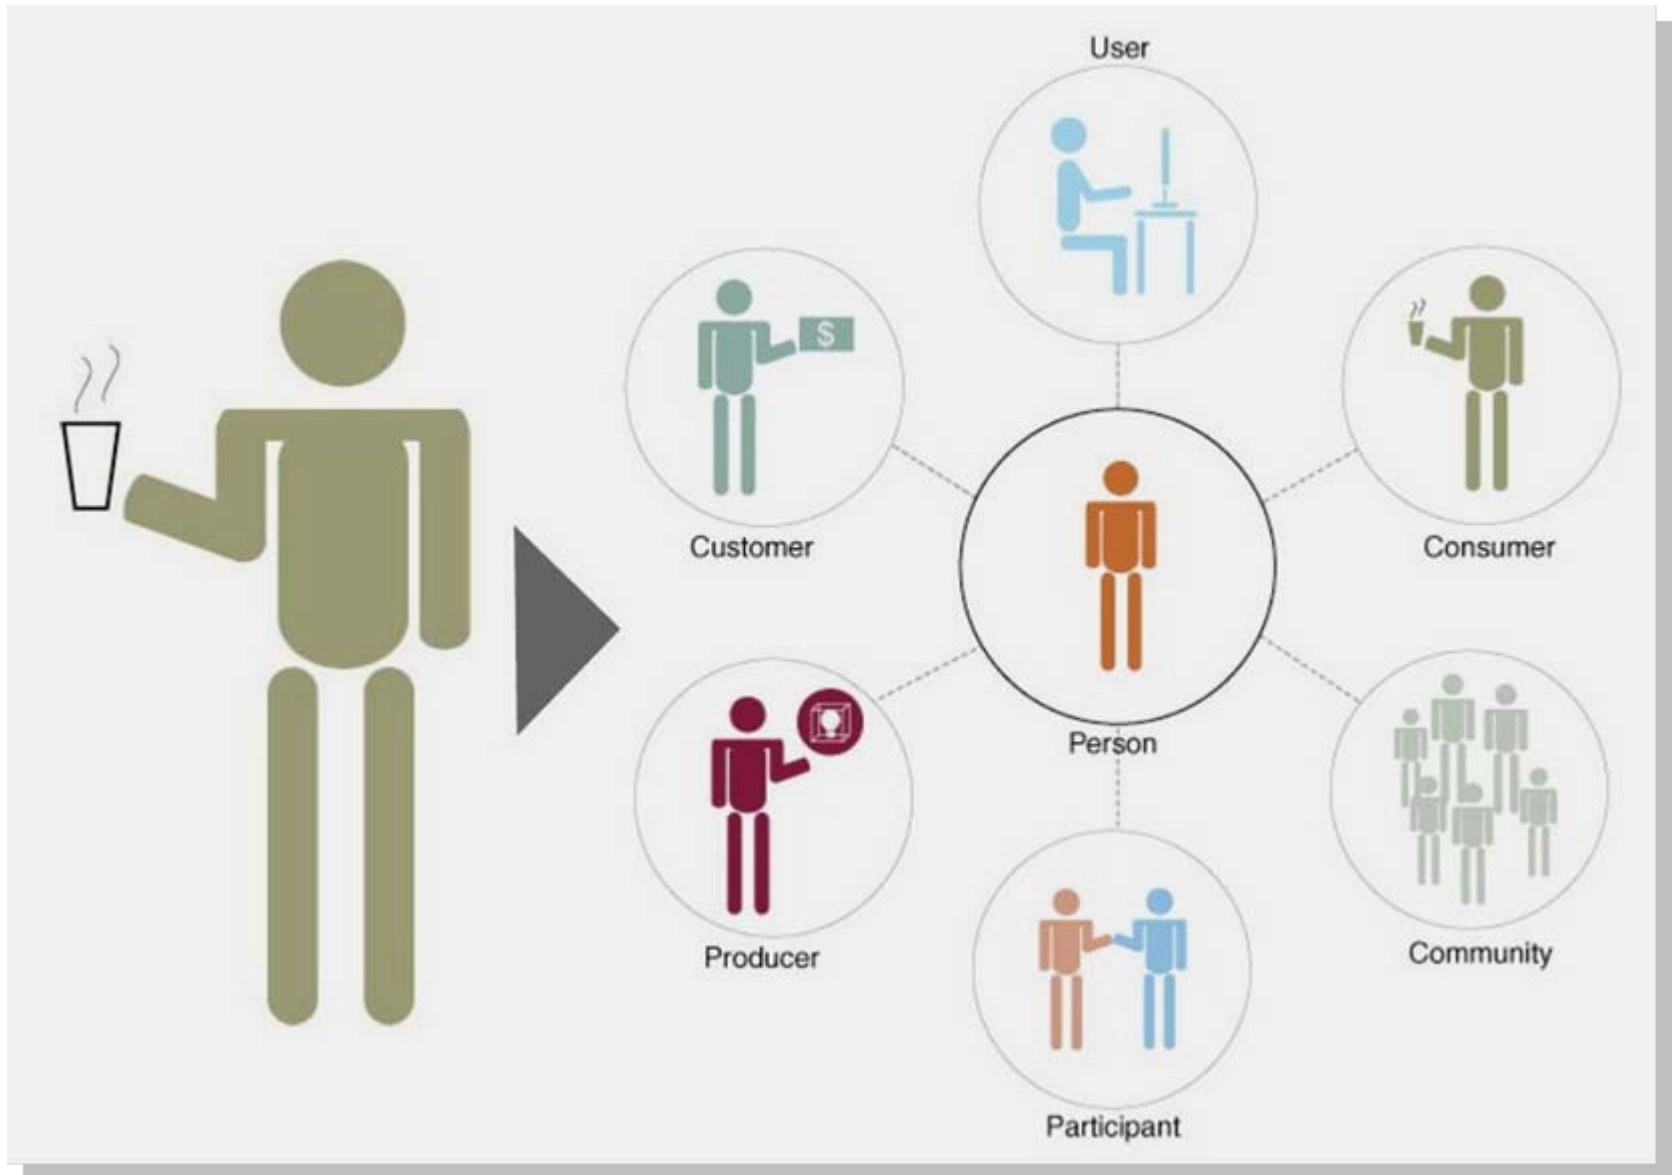 User
$
Customer
Consumer
Person
Producer
Community
Participant